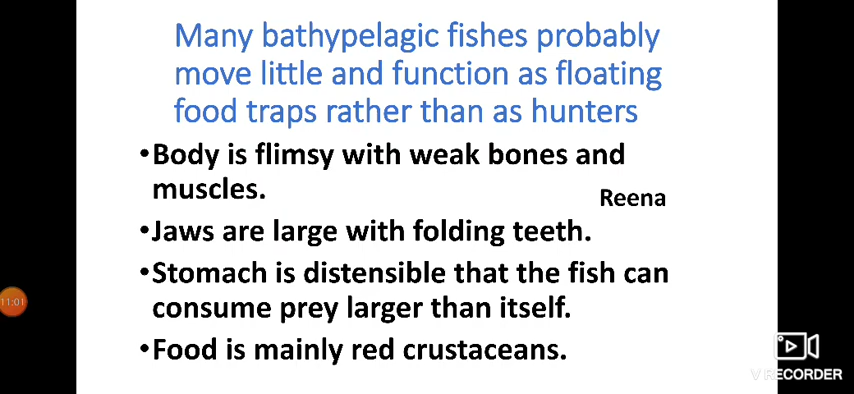 Many bathypelagic fishes probably
move little and function as floating
food traps rather than as hunters
•Body is flimsy with weak bones and
muscles.
Reena
•Jaws are large with folding teeth.
•Stomach is distensible that the fish can
consume prey larger than itself.
•Food is mainly red crustaceans.
11:01
V RECORDER